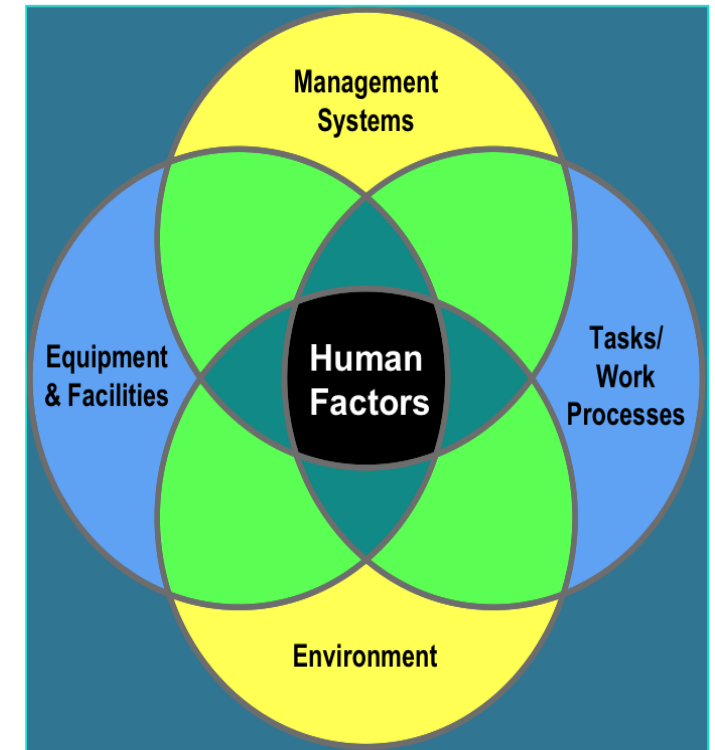 Management
Systems
Equipment
& Facilities
Human
Factors
Tasks/
Work
Processes
Environment